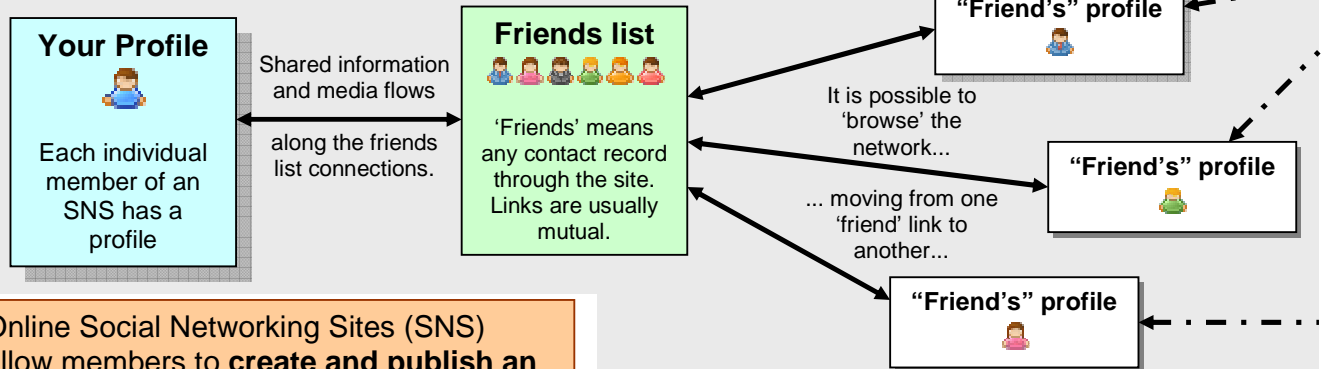 Your Profile
Each individual
member of an
SNS has a
profile
Shared information
and media flows
along the friends
list connections.
Friends list
‘Friends’ means
any contact record
through the site.
Links are usually
mutual.
“Friend's” profile
It is possible to
‘browse’ the
network...
“Friend's” profile
... moving from one
‘friend’ link to
another...
“Friend's” profile
Online Social Networking Sites (SNS)
allow members to create and publish an